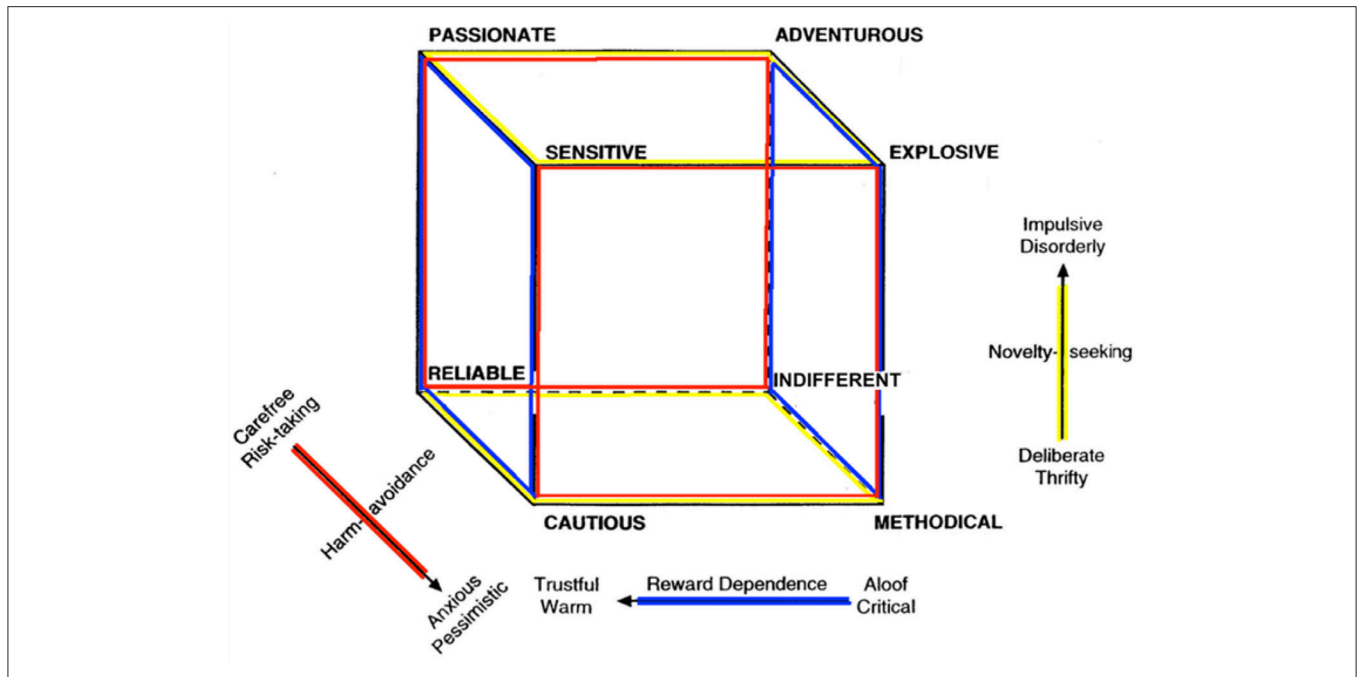 PASSIONATE
ADVENTUROUS
SENSITIVE
EXPLOSIVE
RELIABLE
INDIFFERENT
CAUTIOUS
METHODICAL
Carefree
Risk-taking
Harm-avoidance
Anxious
Pessimistic
Trustful
Warm
Reward Dependence
Aloof
Critical
Impulsive
Disorderly
Novelty-seeking
Deliberate
Thrifty